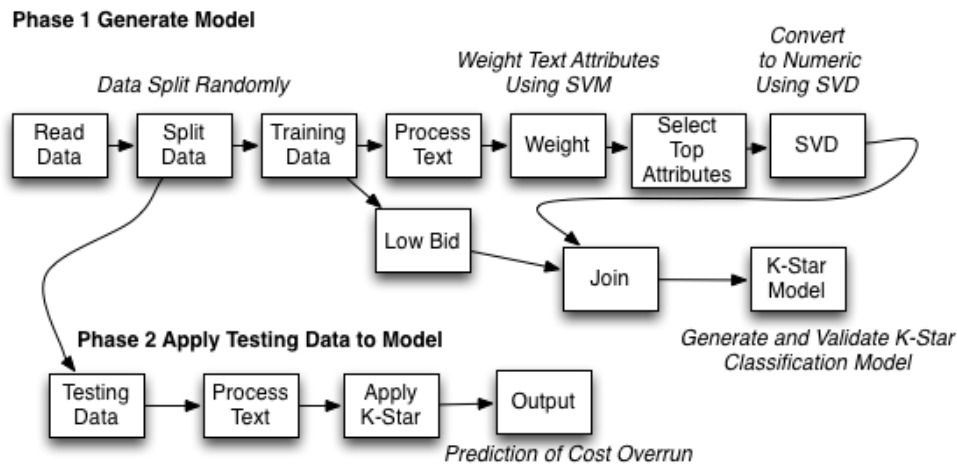 Phase 1 Generate Model
Data Split Randomly
Weight Text Attributes
Using SVM
Convert
to Numeric
Using SVD
Read
Data
Split
Data
Training
Data
Process
Text
Weight
Select
Top
Attributes
SVD
Low Bid
Join
K-Star
Model
Generate and Validate K-Star
Classification Model
Phase 2 Apply Testing Data to Model
Testing
Data
Process
Text
Apply
K-Star
Output
Prediction of Cost Overrun